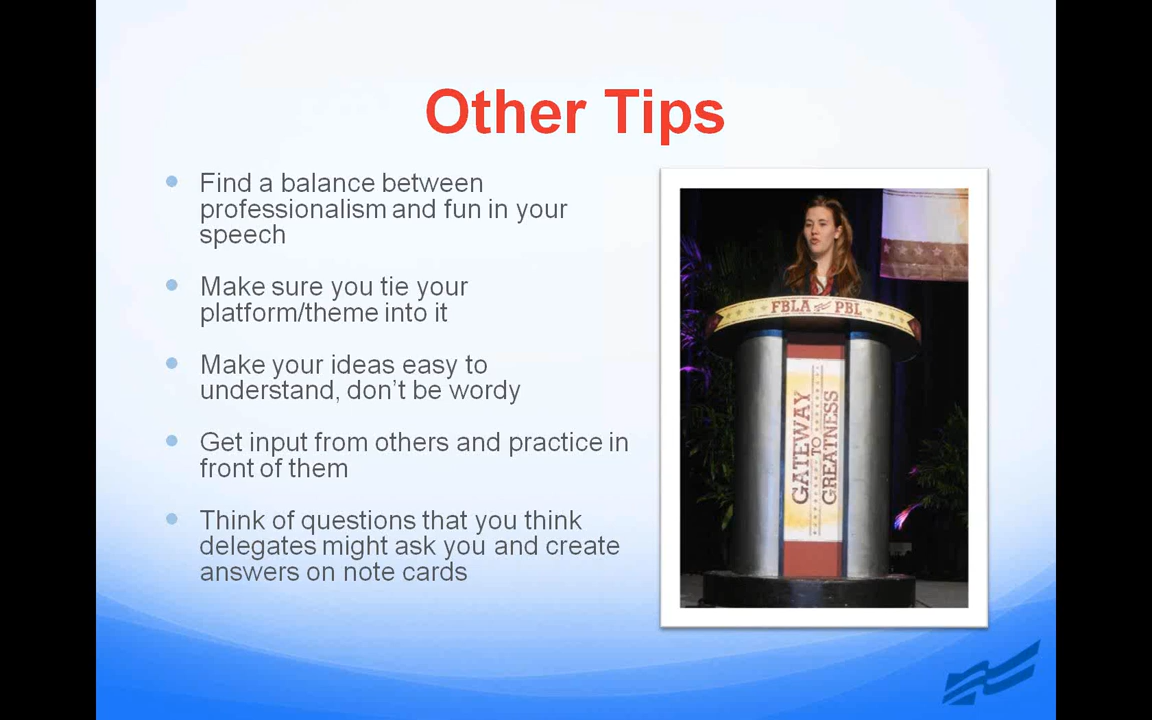 Other Tips
Find a balance between
professionalism and fun in your
speech
Make sure you tie your
platform/theme into it
Make your ideas easy to
understand, don't be wordy
Get input from others and practice in
front of them
Think of questions that you think
delegates might ask you and create
answers on note cards
FBLA PBL
GATEWAY
TO
GREATNESS